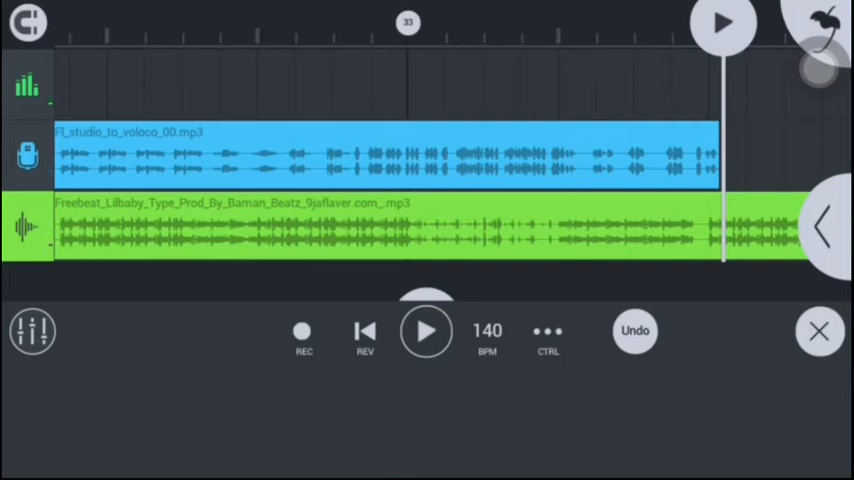 33
Fl_studio_to_voloco_00.mp3
Freebeat_Lilbaby_Type_Prod_By_Baman_Beatz_9jaflaver.com_.mp3
140
Undo
REC
REV
BPM
CTRL